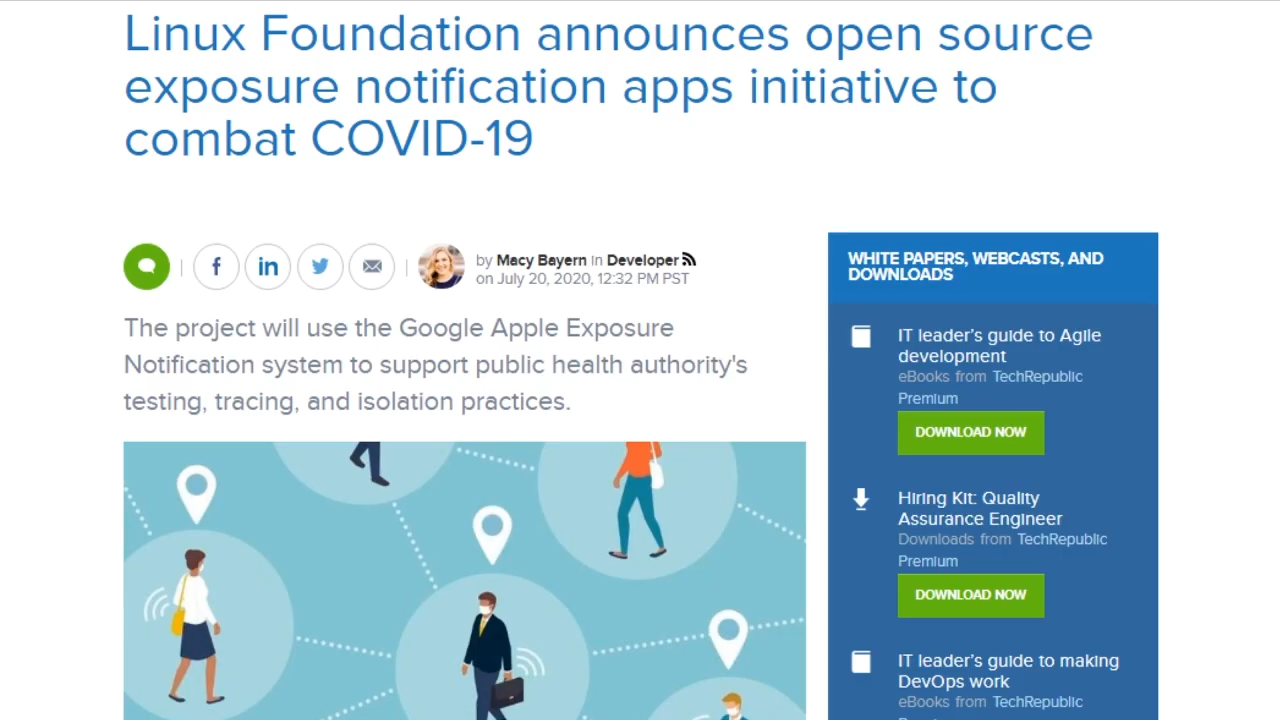 Linux Foundation announces open source
exposure notification apps initiative to
combat COVID-19
f
in
by Macy Bayern in Developer
on July 20, 2020, 12:32 PM PST
The project will use the Google Apple Exposure
Notification system to support public health authority's
testing, tracing, and isolation practices.
WHITE PAPERS, WEBCASTS, AND
DOWNLOADS
IT leader's guide to Agile
development
eBooks from TechRepublic
Premium
DOWNLOAD NOW
Hiring Kit: Quality
Assurance Engineer
Downloads from TechRepublic
Premium
DOWNLOAD NOW
IT leader's guide to making
DevOps work
eBooks from TechRepublic